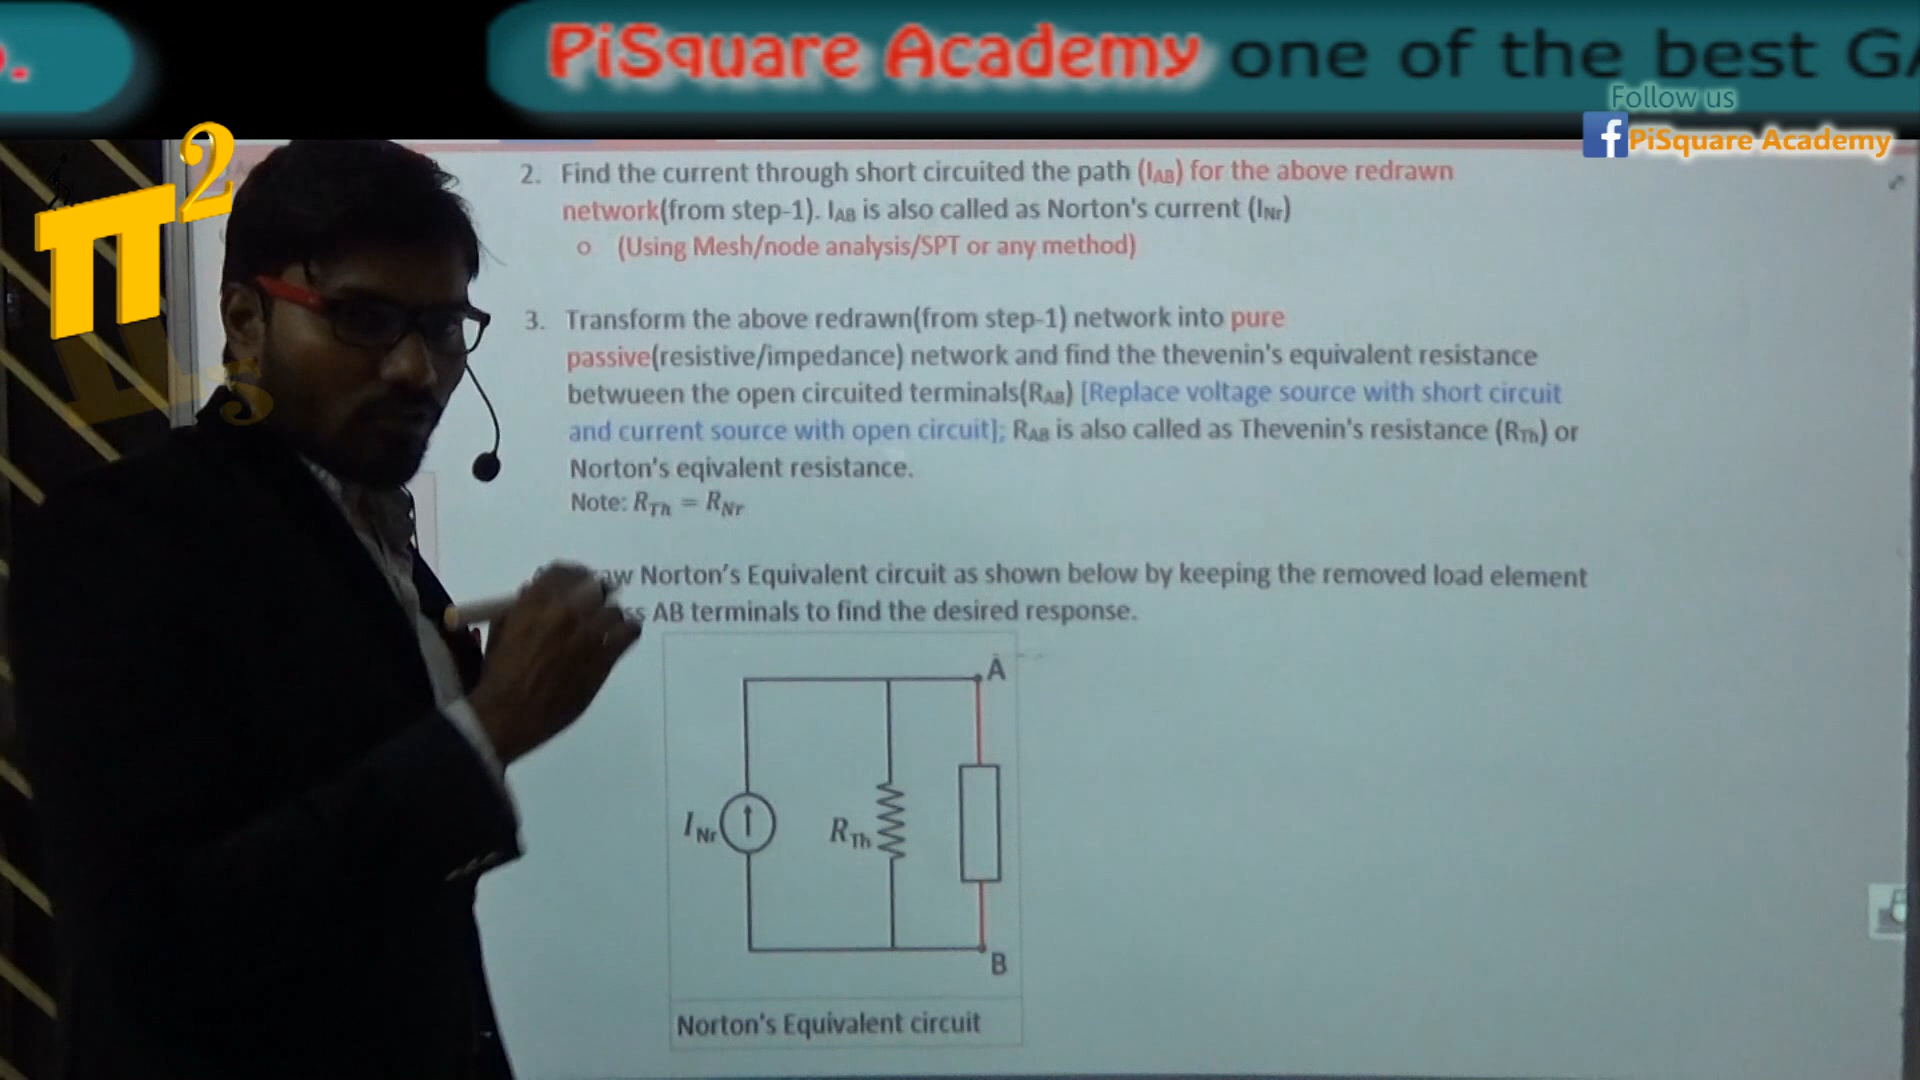 PiSquare Academy one of the best
Follow us
f PiSquare Academy
π²
2. Find the current through short circuited the path (IAB) for the above redrawn
network(from step-1). IAB is also called as Norton's current (INr)
o (Using Mesh/node analysis/SPT or any method)
3. Transform the above redrawn(from step-1) network into pure
passive(resistive/impedance) network and find the thevenin's equivalent resistance
betwueen the open circuited terminals(RAB) [Replace voltage source with short circuit
and current source with open circuit]; RAB is also called as Thevenin's resistance (RTh) or
Norton's eqivalent resistance.
Note: RTh = RNr
Norton's Equivalent circuit as shown below by keeping the removed load element
AB terminals to find the desired response.
A
INr
RTh
B
Norton's Equivalent circuit